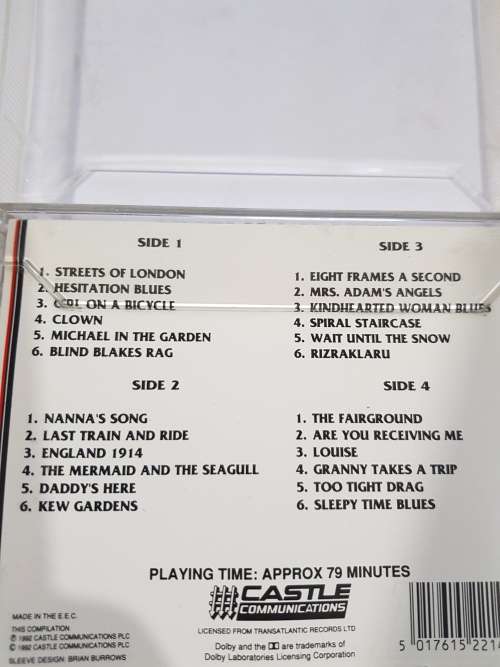 SIDE 1
1. STREETS OF LONDON
2. HESITATION BLUES
3. GIRL ON A BICYCLE
4. CLOWN
5. MICHAEL IN THE GARDEN
6. BLIND BLAKES RAG
SIDE 2
1. NANNA'S SONG
2. LAST TRAIN AND RIDE
3. ENGLAND 1914
4. THE MERMAID AND THE SEAGULL
5. DADDY'S HERE
6. KEW GARDENS
SIDE 3
1. EIGHT FRAMES A SECOND
2. MRS. ADAM'S ANGELS
3. KINDHEARTED WOMAN BLUES
4. SPIRAL STAIRCASE
5. WAIT UNTIL THE SNOW
6. RIZRAKLARU
SIDE 4
1. THE FAIRGROUND
2. ARE YOU RECEIVING ME
3. LOUISE
4. GRANNY TAKES A TRIP
5. TOO TIGHT DRAG
6. SLEEPY TIME BLUES
PLAYING TIME: APPROX 79 MINUTES
CASTLE
COMMUNICATIONS
MADE IN THE E.E.C.
THIS COMPILATION
℗ 1992 CASTLE COMMUNICATIONS PLC
© 1992 CASTLE COMMUNICATIONS PLC
SLEEVE DESIGN: BRIAN BURROWS
LICENSED FROM TRANSATLANTIC RECORDS LTD
Dolby and the DD are trademarks of
Dolby Laboratories Licensing Corporation
5 017615 221